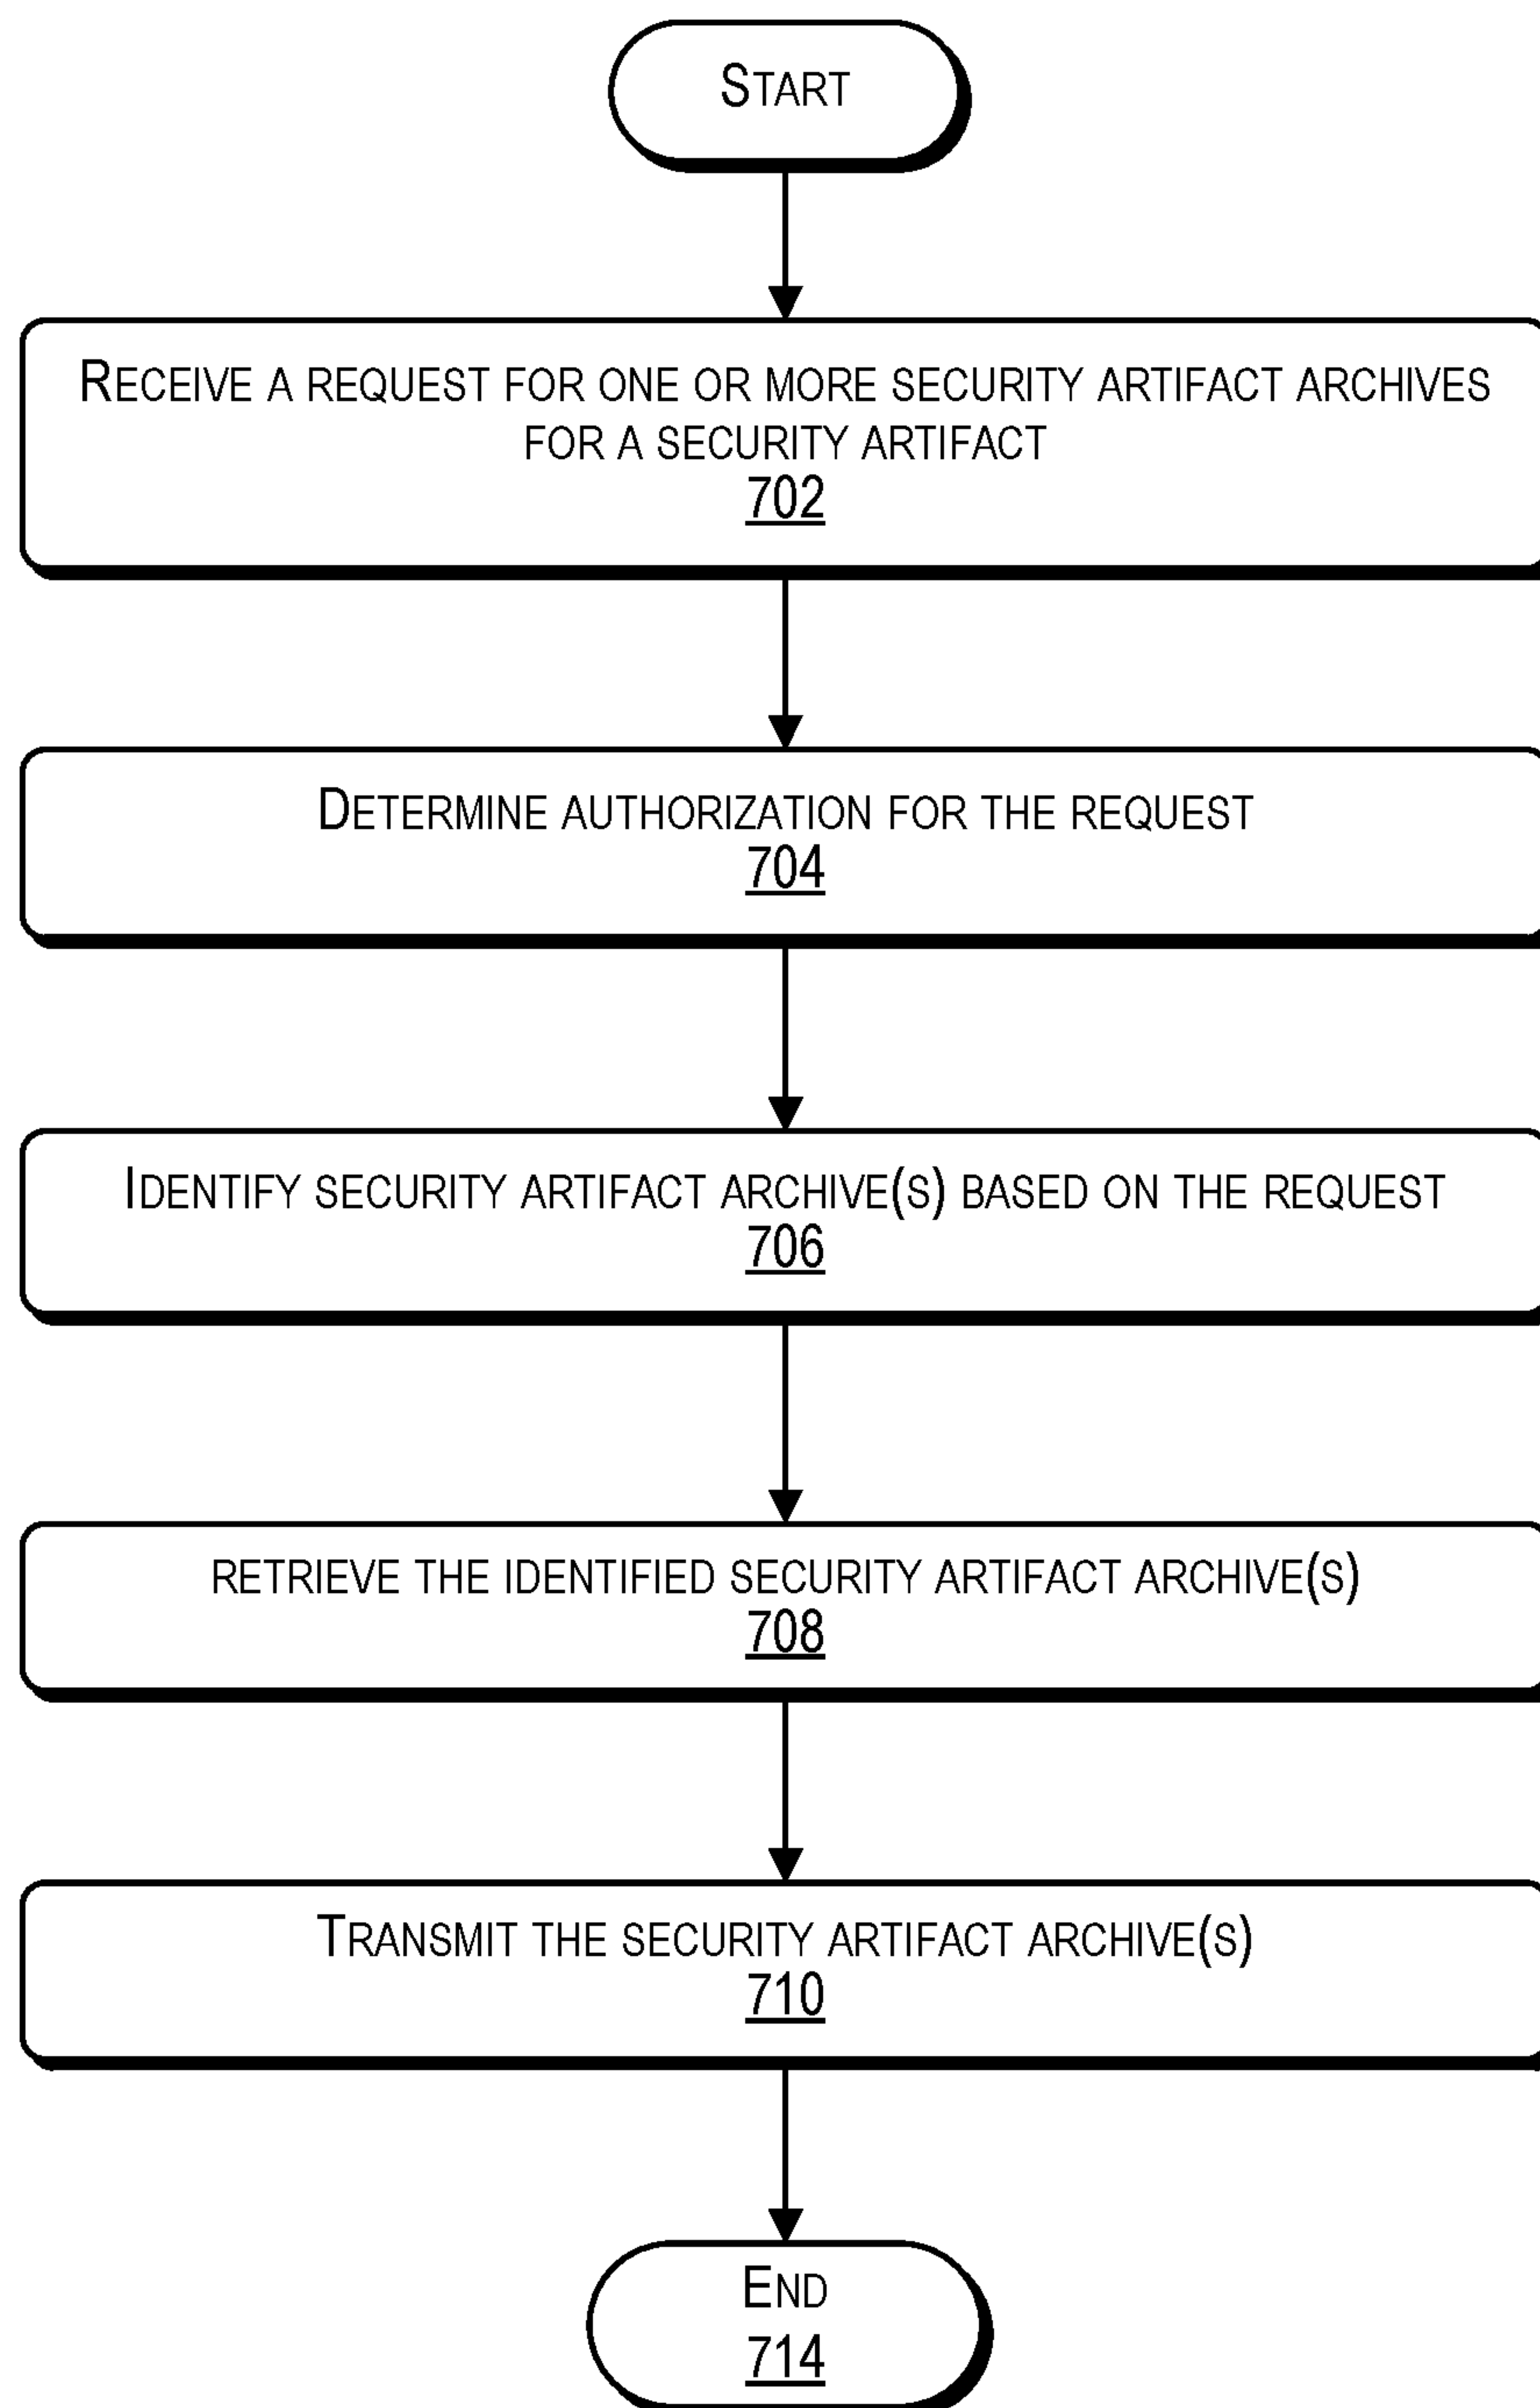 START
RECEIVE A REQUEST FOR ONE OR MORE SECURITY ARTIFACT ARCHIVES
FOR A SECURITY ARTIFACT
702
DETERMINE AUTHORIZATION FOR THE REQUEST
704
IDENTIFY SECURITY ARTIFACT ARCHIVE(S) BASED ON THE REQUEST
706
RETRIEVE THE IDENTIFIED SECURITY ARTIFACT ARCHIVE(S)
708
TRANSMIT THE SECURITY ARTIFACT ARCHIVE(S)
710
END
714